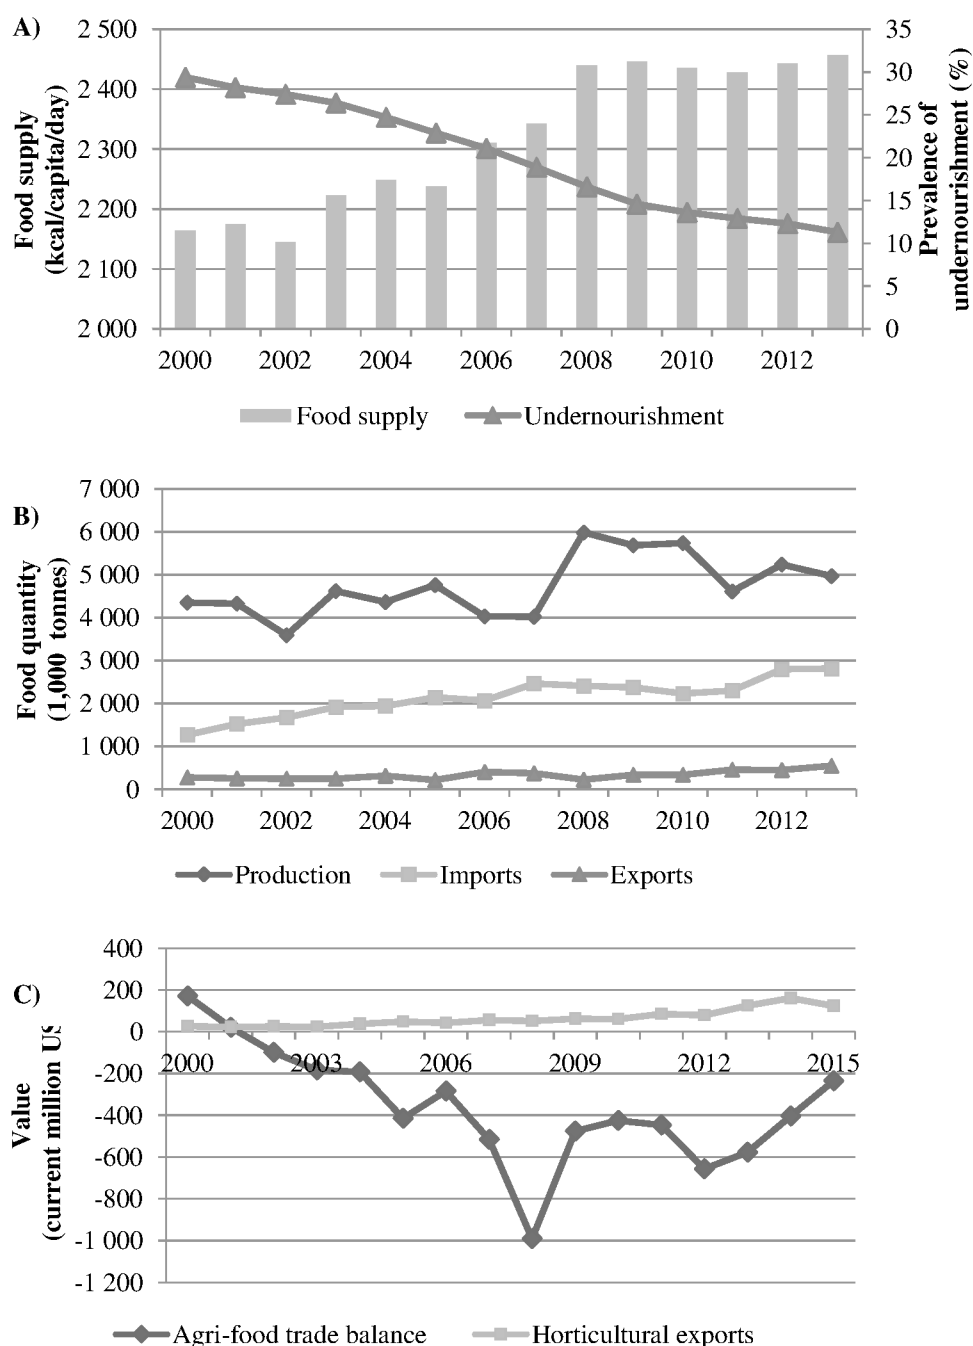 A)
Food supply
(kcal/capita/day)
2 500
2 400
2 300
2 200
2 100
2 000
35
30
25
20
15
10
5
0
Prevalence of
undernourishment (%)
2000 2002 2004 2006 2008 2010 2012
Food supply Undernourishment
B)
Food quantity
(1,000 tonnes)
7 000
6 000
5 000
4 000
3 000
2 000
1 000
0
2000 2002 2004 2006 2008 2010 2012
Production Imports Exports
C)
Value
(current million US
400
200
0
-200
-400
-600
-800
-1 000
-1 200
2000 2003 2006 2009 2012 2015
Agri-food trade balance Horticultural exports